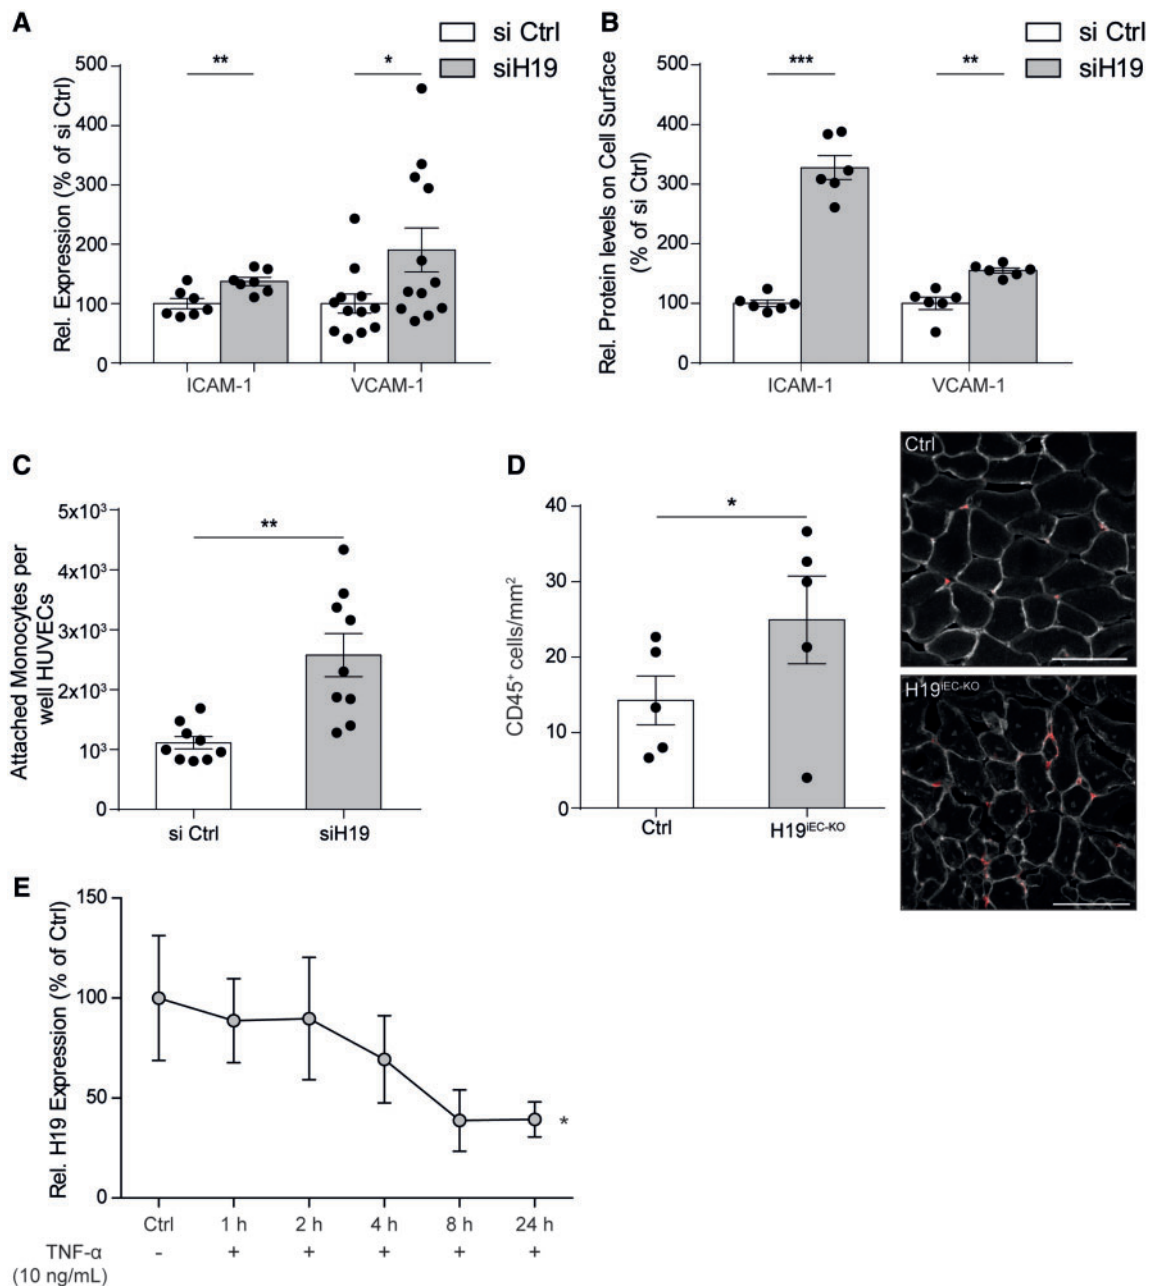 A
si Ctrl
siH19
Rel. Expression (% of si Ctrl)
500
400
300
200
100
0
**
*
ICAM-1
VCAM-1
B
si Ctrl
siH19
Rel. Protein levels on Cell Surface
(% of si Ctrl)
500
400
300
200
100
0
***
**
ICAM-1
VCAM-1
C
Attached Monocytes per
well HUVECs
5x10³
4x10³
3x10³
2x10³
10³
0
**
si Ctrl
siH19
D
CD45⁺ cells/mm²
40
30
20
10
0
*
Ctrl
H19ⁱᴱᶜ⁻ᴷᴼ
Ctrl
H19ⁱᴱᶜ⁻ᴷᴼ
E
Rel. H19 Expression (% of Ctrl)
150
100
50
0
*
Ctrl 1 h 2 h 4 h 8 h 24 h
TNF-α - + + + + +
(10 ng/mL)